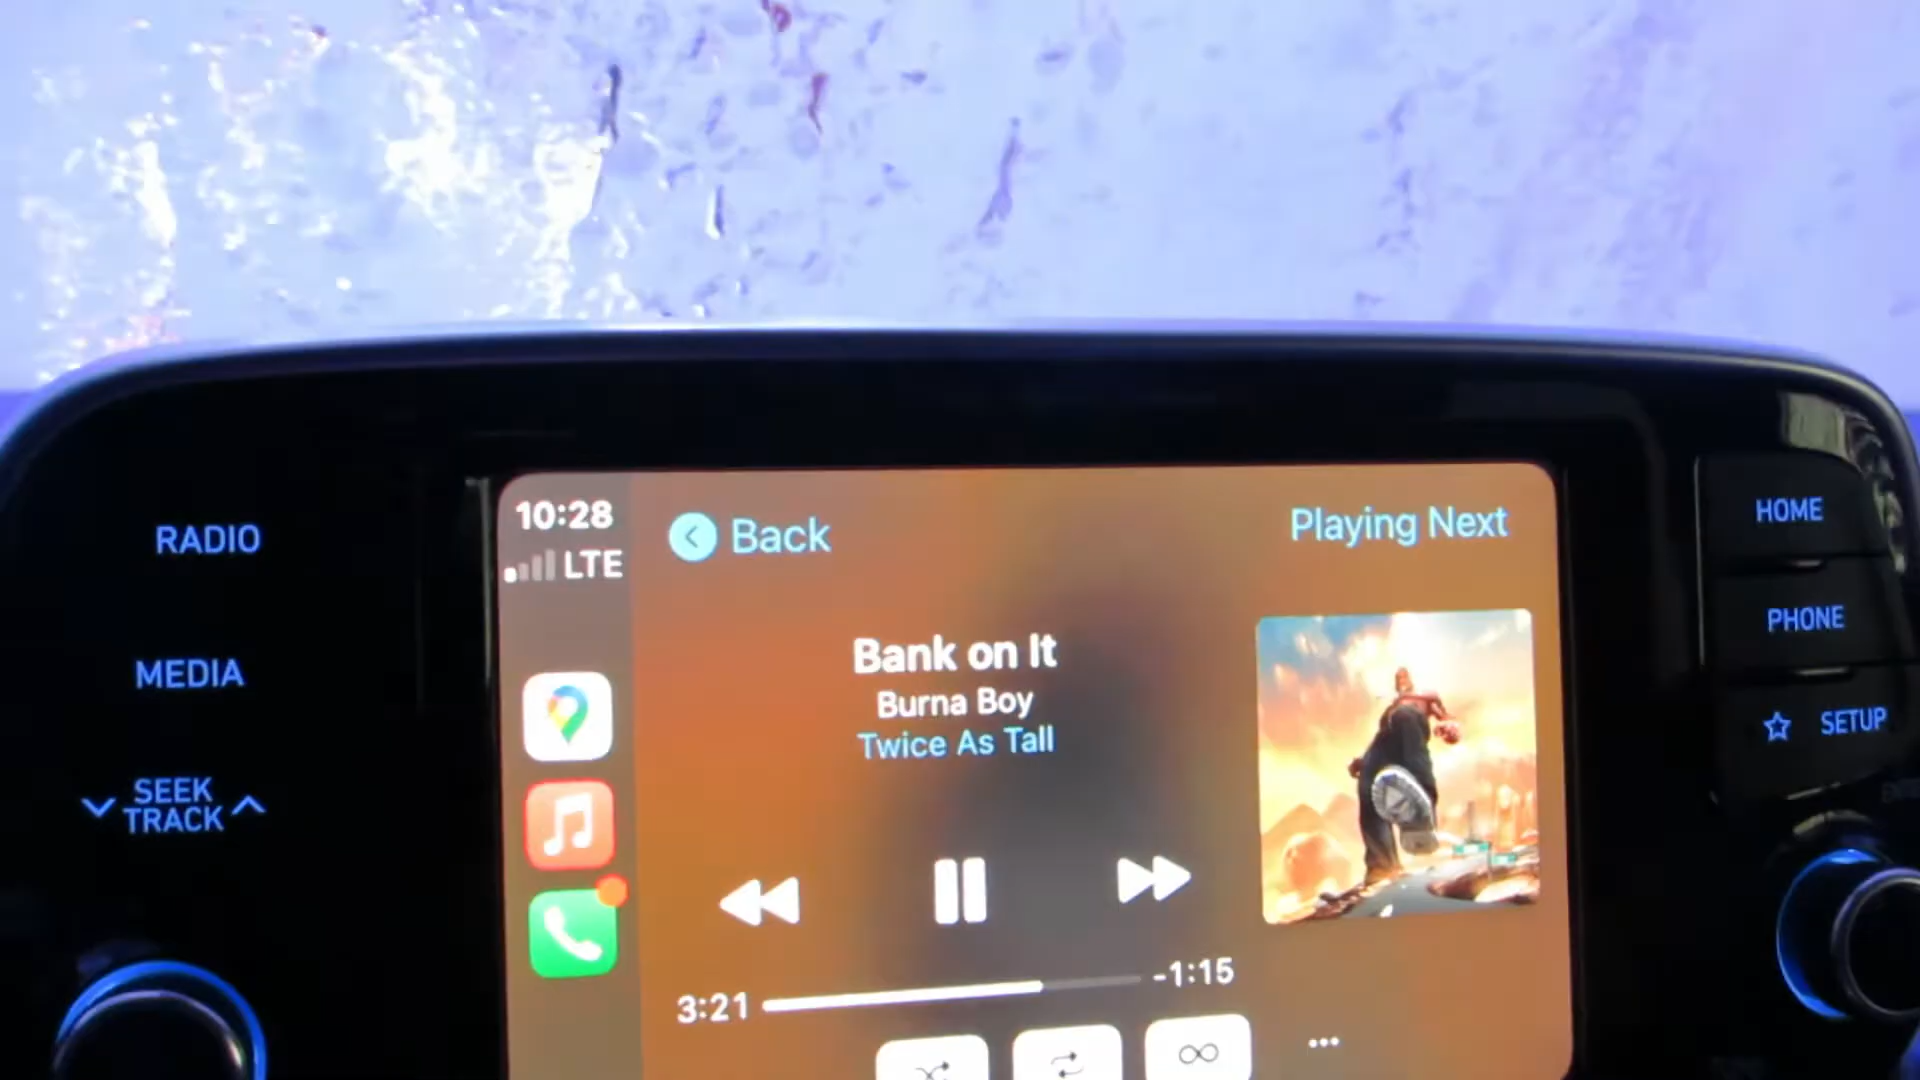 RADIO
MEDIA
SEEK
TRACK
10:28
LTE
Back
Playing Next
Bank on It
Burna Boy
Twice As Tall
3:21
-1:15
HOME
PHONE
SETUP